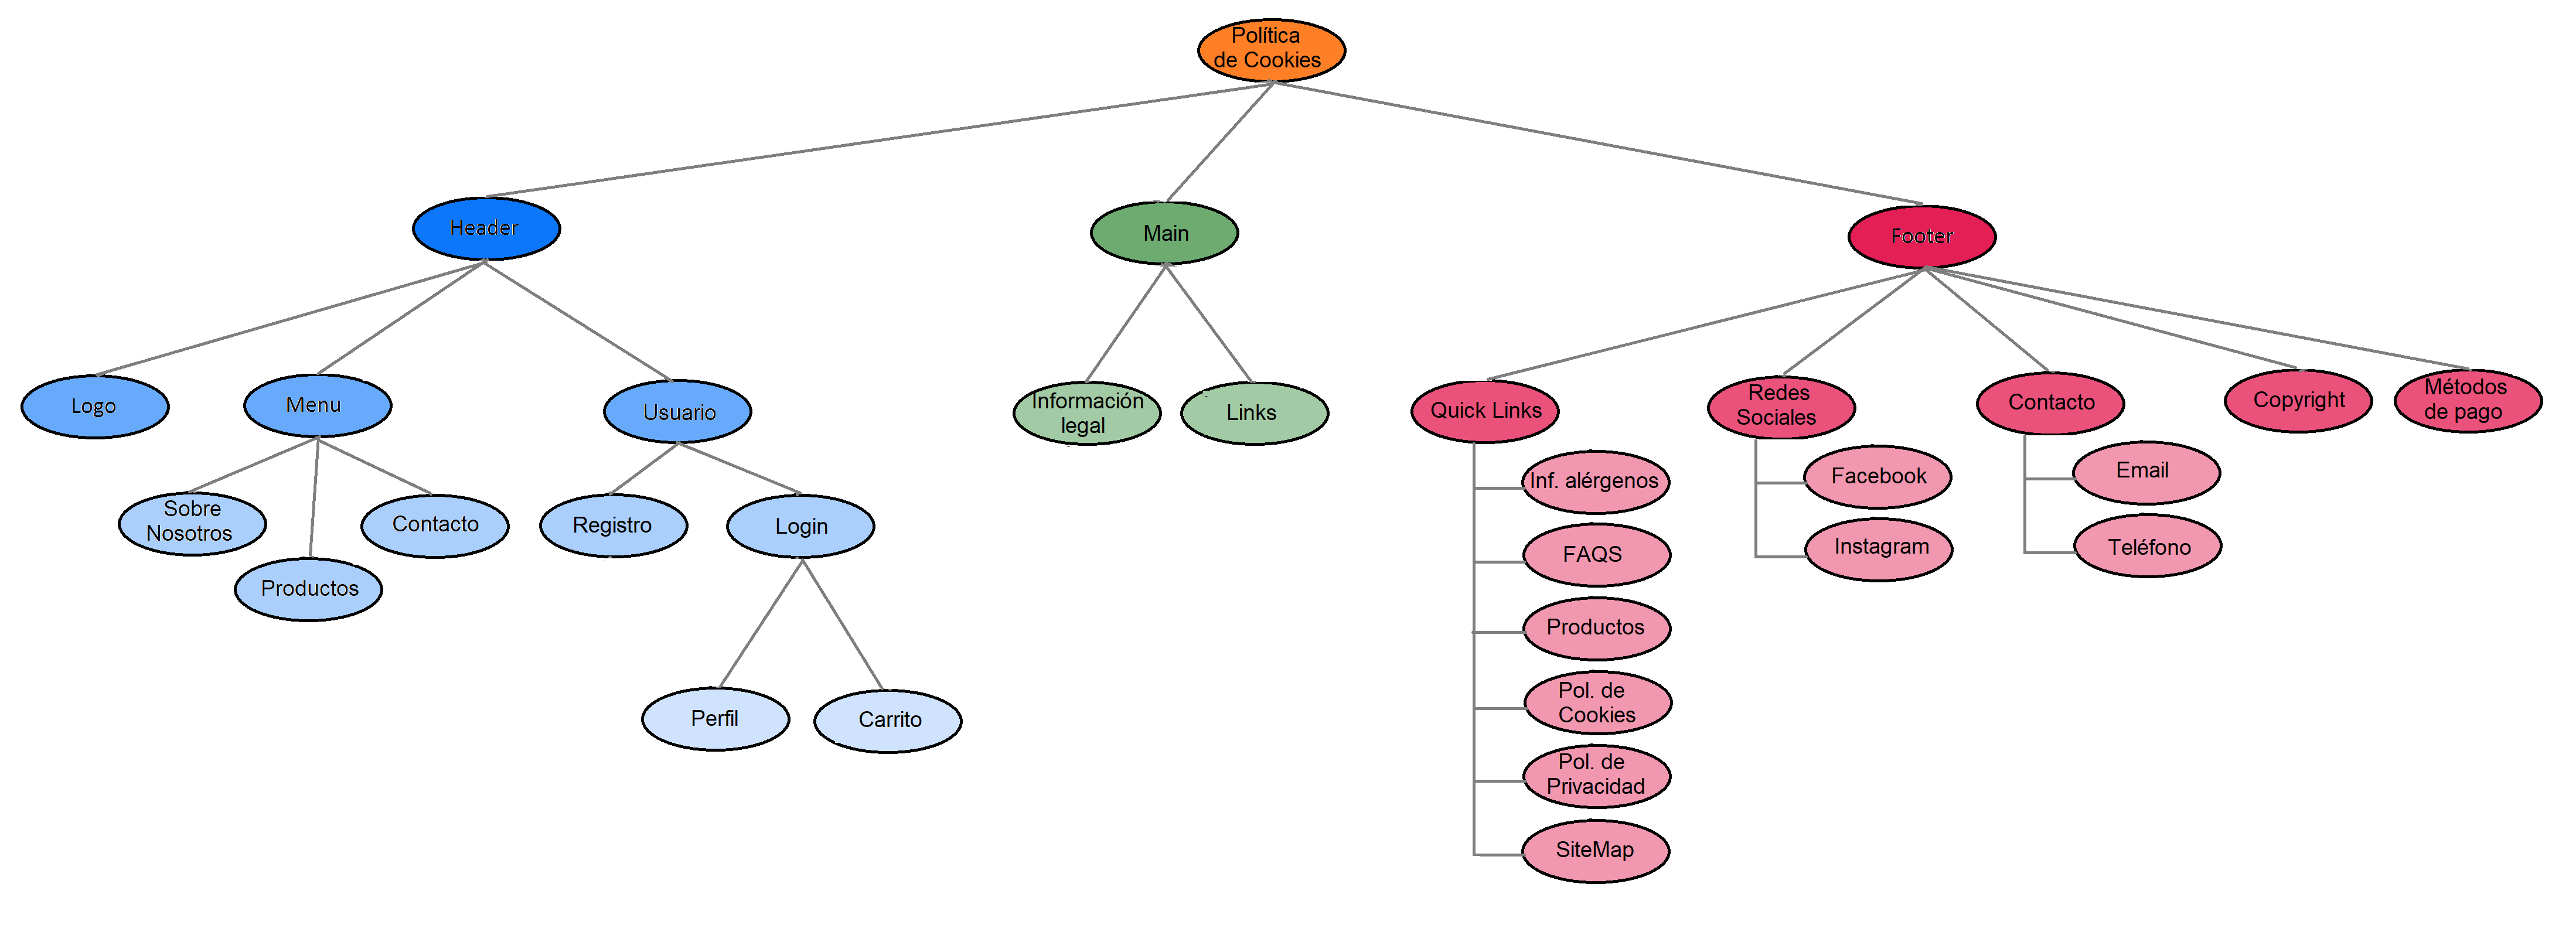 Política
de Cookies
Header
Main
Footer
Logo
Menu
Usuario
Información
legal
Links
Quick Links
Redes
Sociales
Contacto
Copyright
Métodos
de pago
Sobre
Nosotros
Productos
Contacto
Registro
Login
Perfil
Carrito
Inf. alérgenos
FAQS
Productos
Pol. de
Cookies
Pol. de
Privacidad
SiteMap
Facebook
Instagram
Email
Teléfono